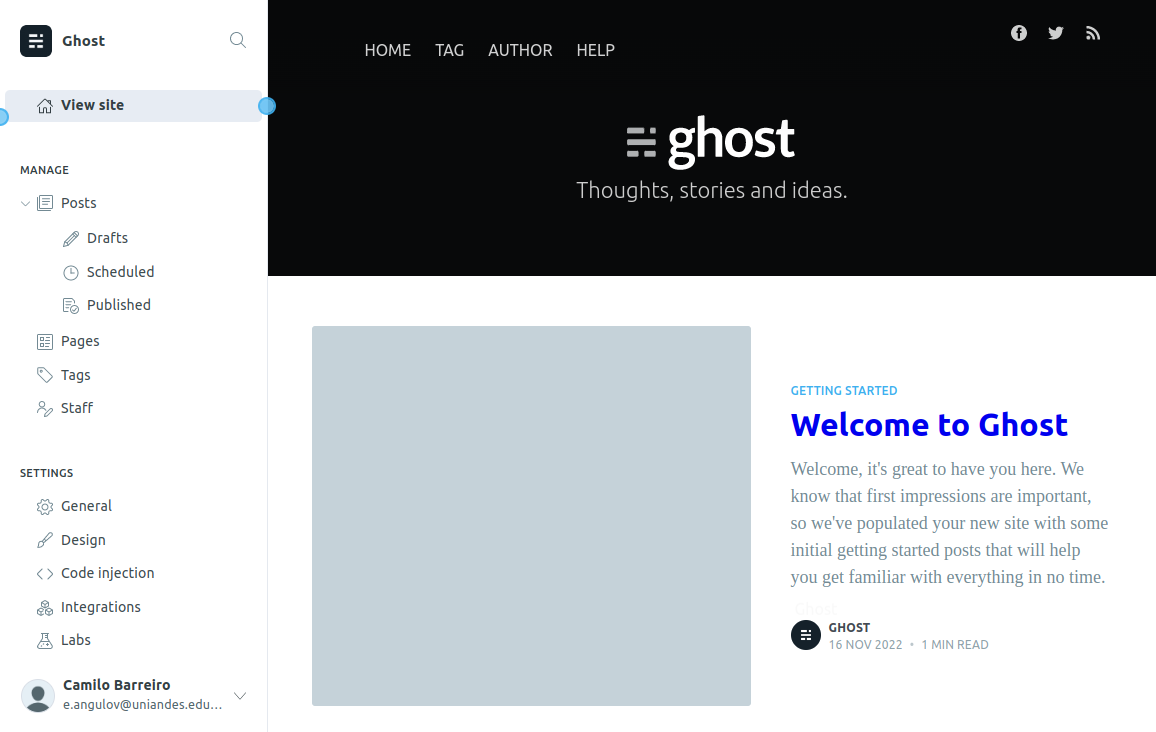 Ghost
View site
MANAGE
Posts
Drafts
Scheduled
Published
Pages
Tags
Staff
SETTINGS
General
Design
Code injection
Integrations
Labs
Camilo Barreiro
e.angulov@uniandes.edu...
HOME TAG AUTHOR HELP
ghost
Thoughts, stories and ideas.
GETTING STARTED
Welcome to Ghost
Welcome, it's great to have you here. We
know that first impressions are important,
so we've populated your new site with some
initial getting started posts that will help
you get familiar with everything in no time.
Ghost
GHOST
16 NOV 2022 • 1 MIN READ